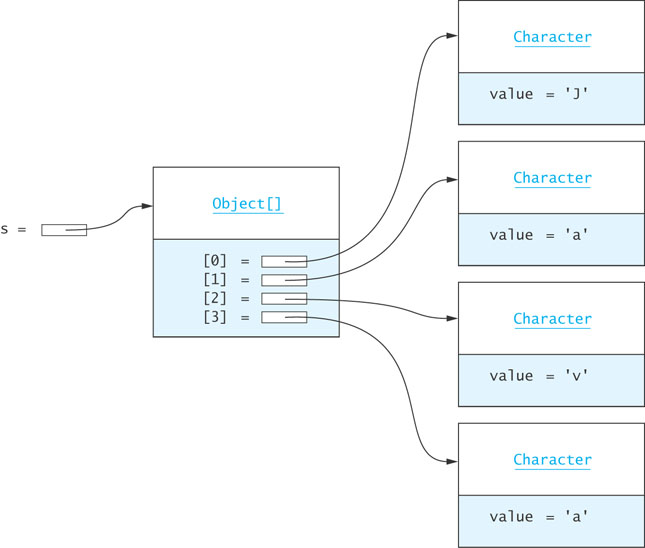 s =
Object[]
[0] =
[1] =
[2] =
[3] =
Character
value = 'J'
Character
value = 'a'
Character
value = 'v'
Character
value = 'a'